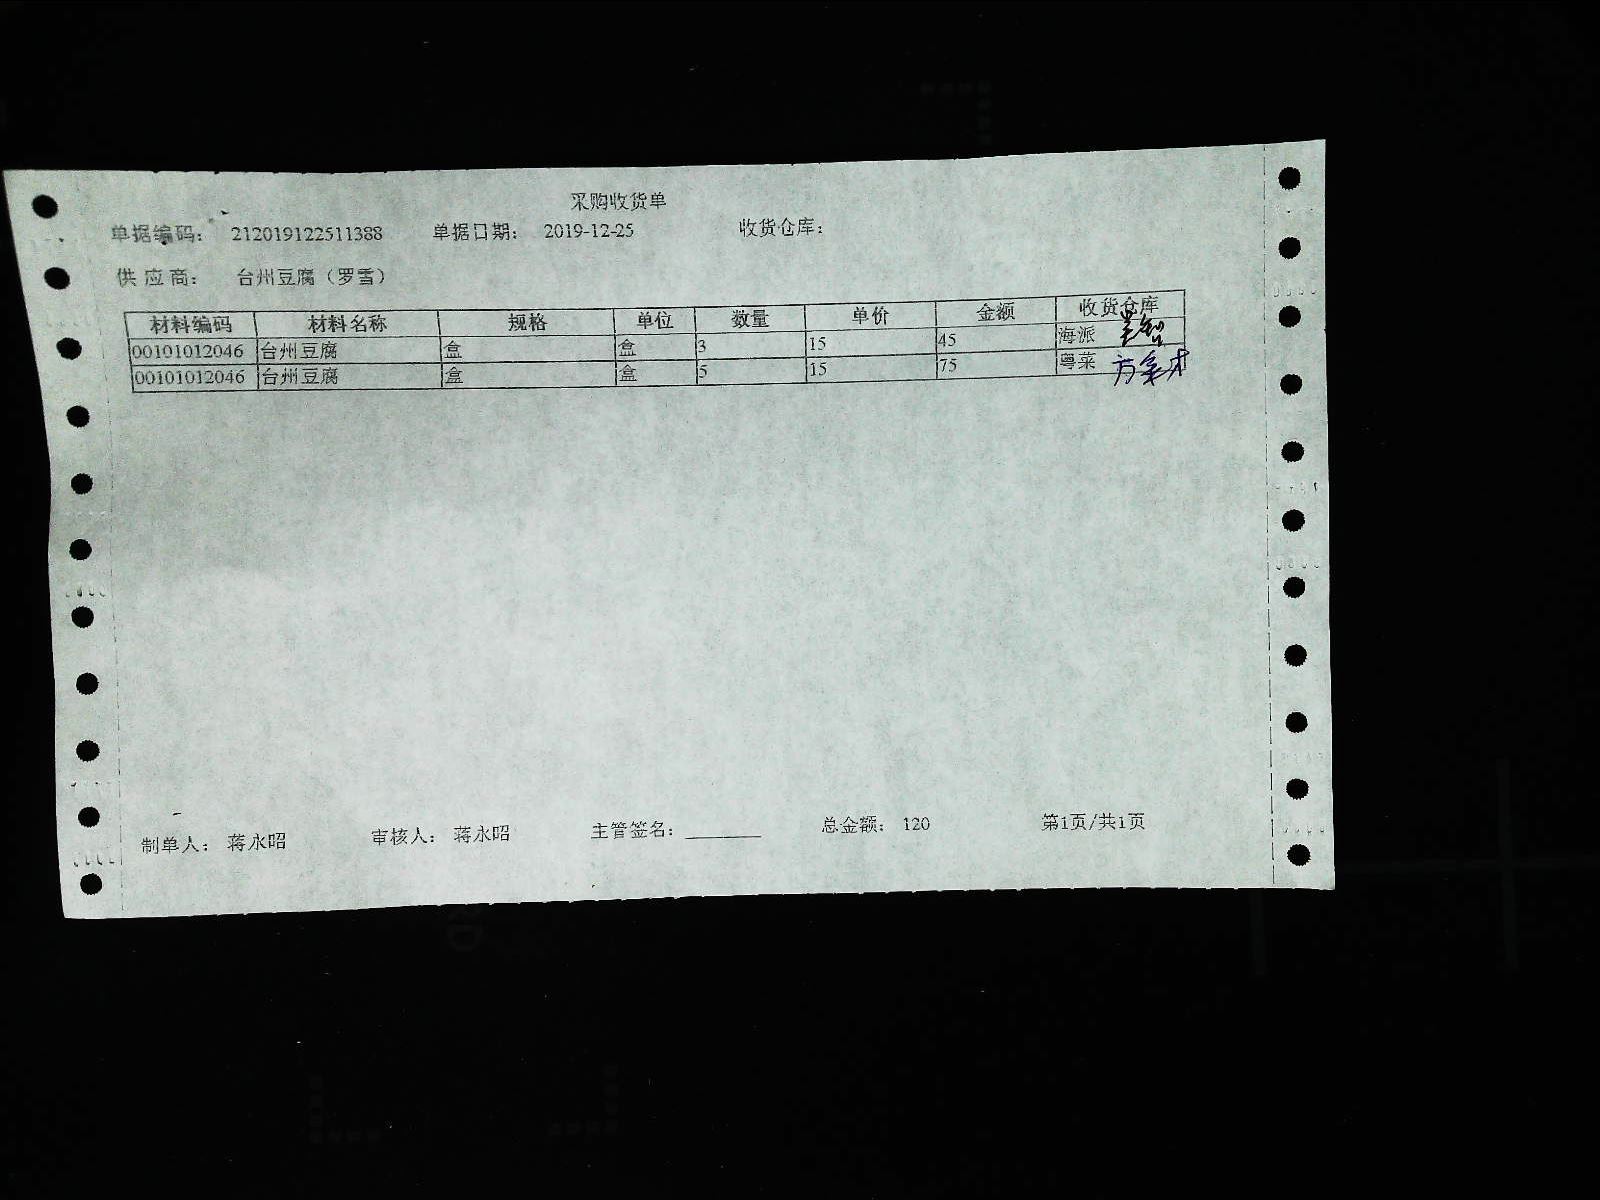 采购收货单
单据编码： 212019122511388 单据日期： 2019-12-25 收货仓库：
供 应 商： 台州豆腐（罗雪）
材料编码 材料名称 规格 单位 数量 单价 金额 收货仓库
00101012046 台州豆腐 盒 盒 3 15 45 海派
00101012046 台州豆腐 盒 盒 5 15 75 粤菜
制单人： 蒋永昭 审核人： 蒋永昭 主管签名： 总金额： 120 第1页/共1页